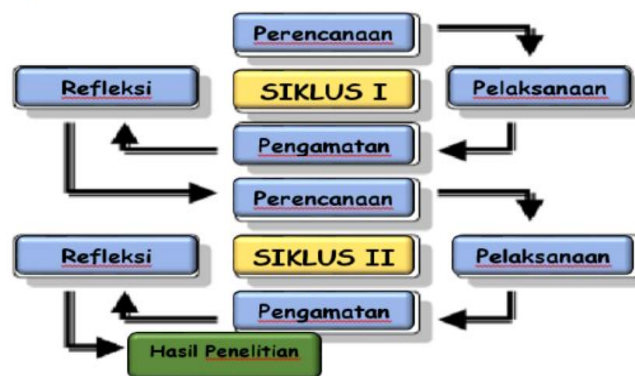 Perencanaan
Refleksi
SIKLUS I
Pelaksanaan
Pengamatan
Perencanaan
Refleksi
SIKLUS II
Pelaksanaan
Pengamatan
Hasil Penelitian